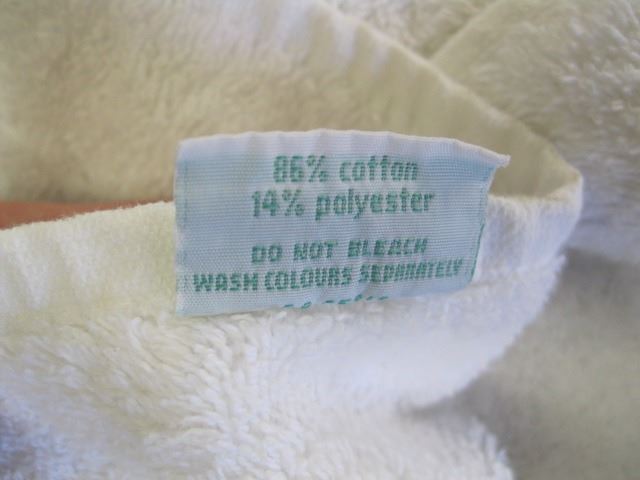 86% cotton
14% polyester
DO NOT BLEACH
WASH COLOURS SEPARATELY